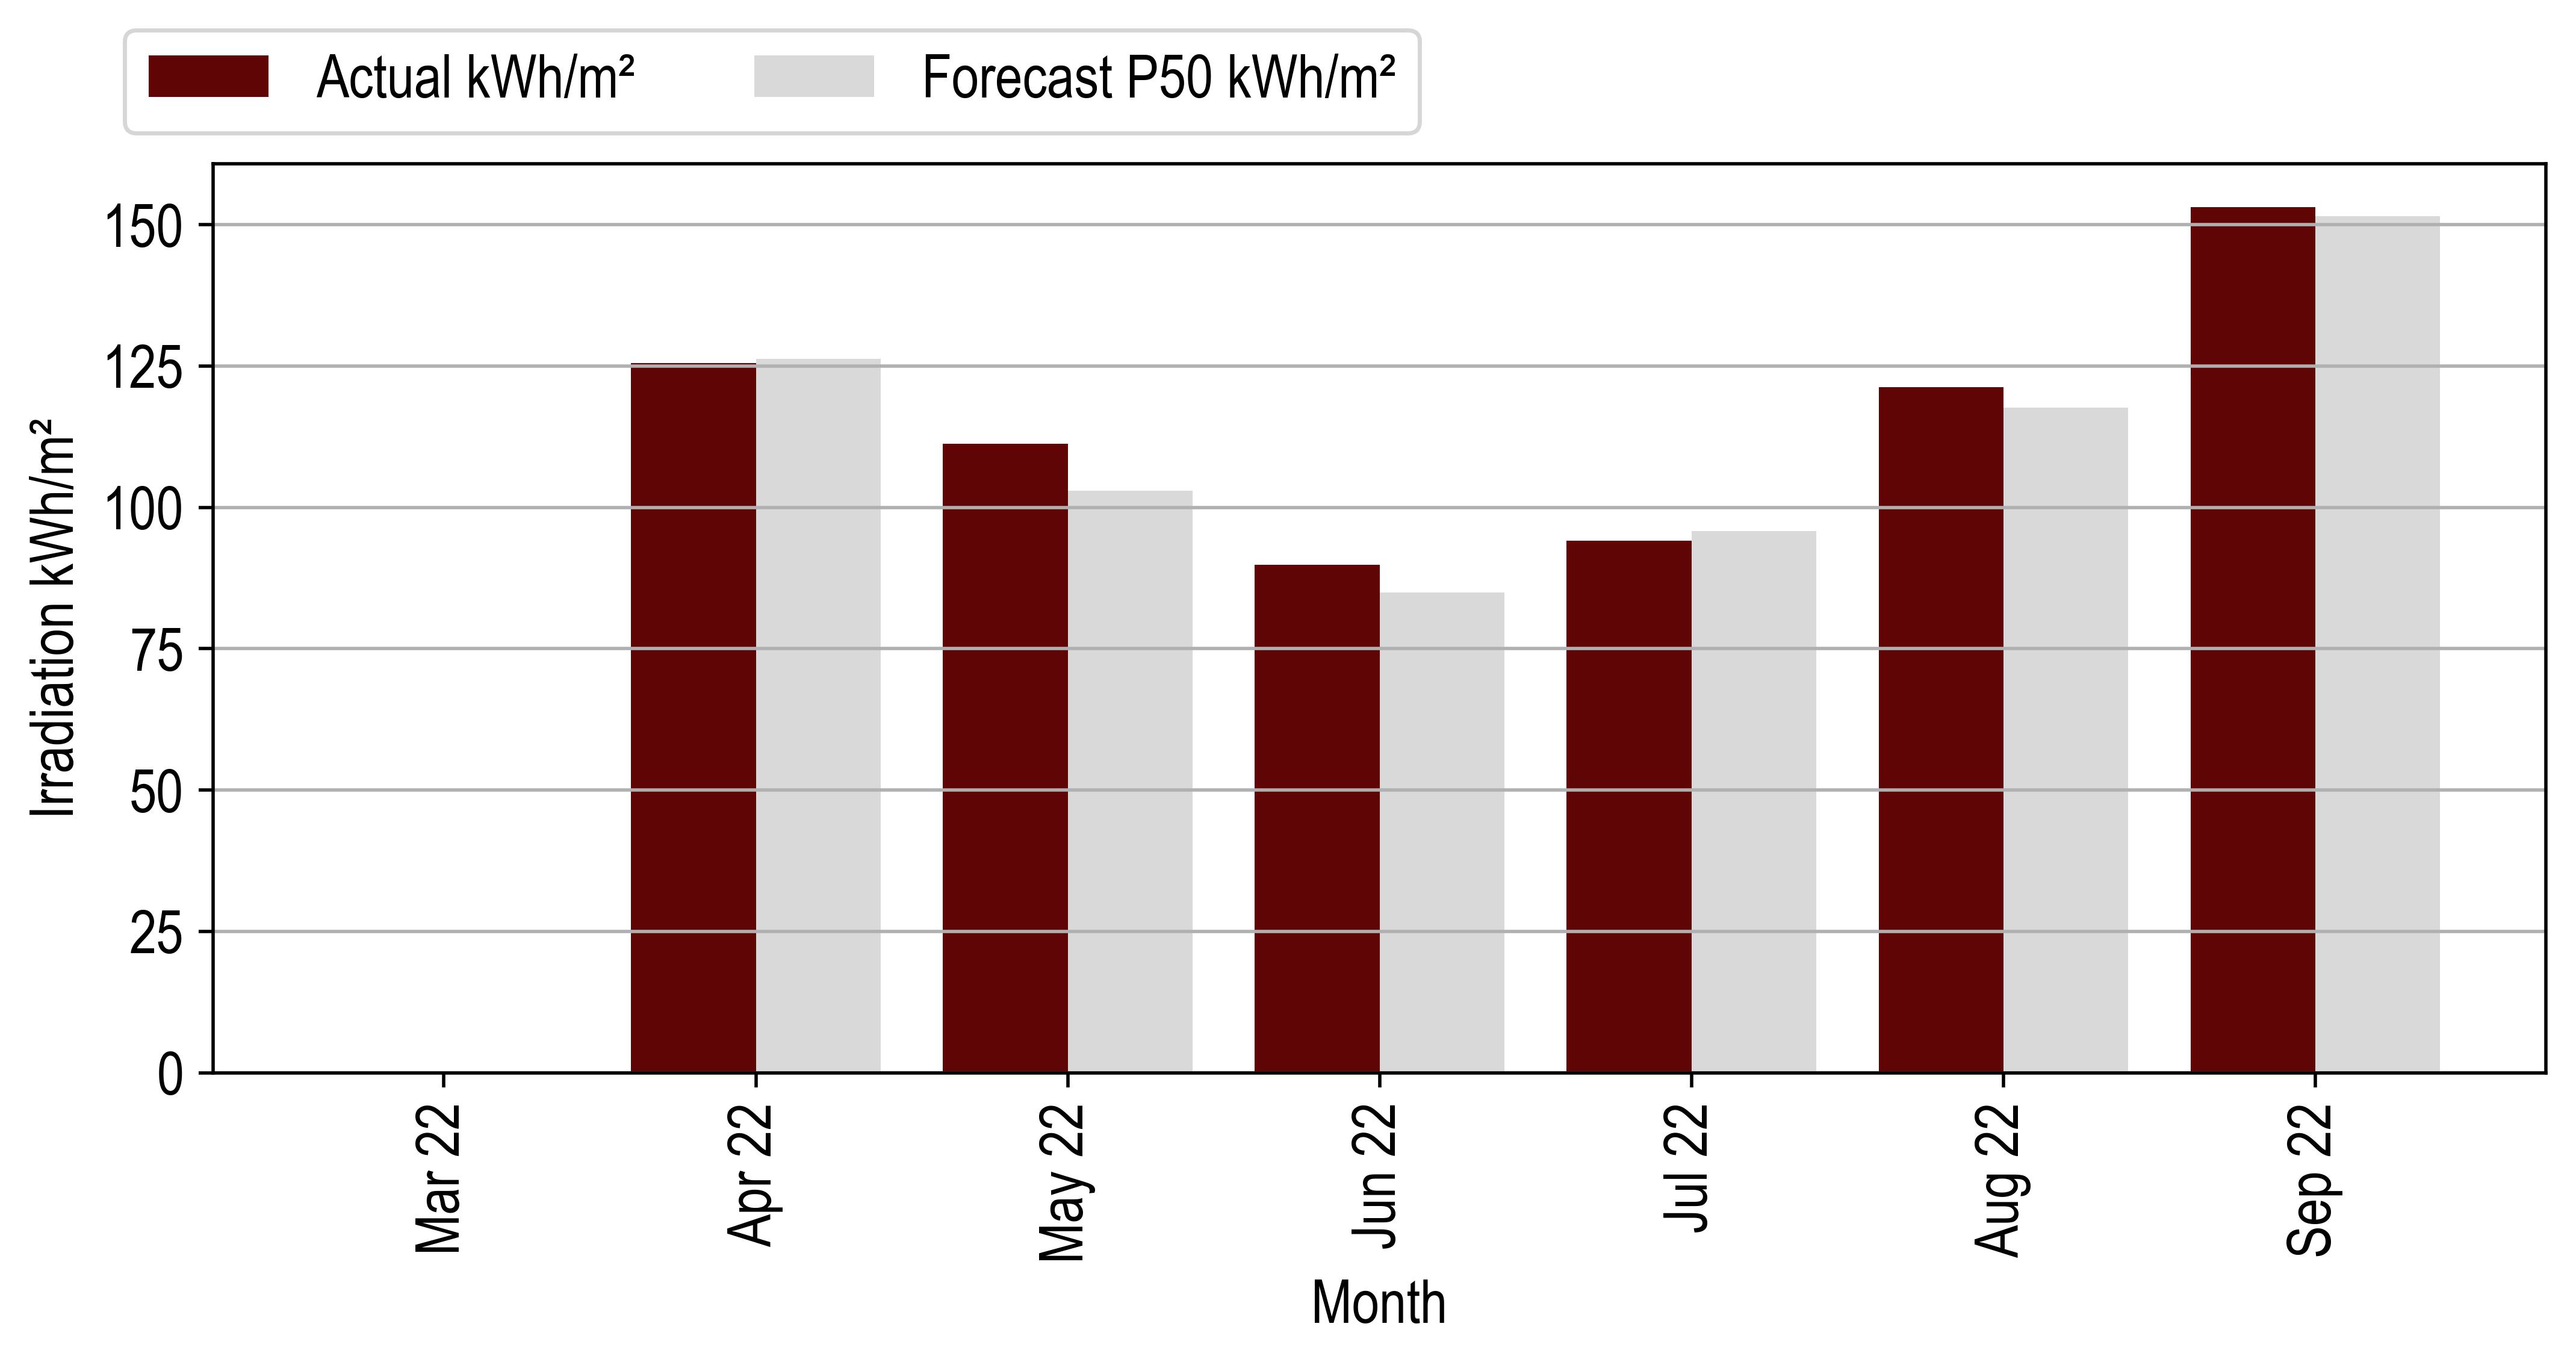 Actual kWh/m² Forecast P50 kWh/m²
150
125
100
75
50
25
0
Irradiation kWh/m²
Mar 22 Apr 22 May 22 Jun 22 Jul 22 Aug 22 Sep 22
Month